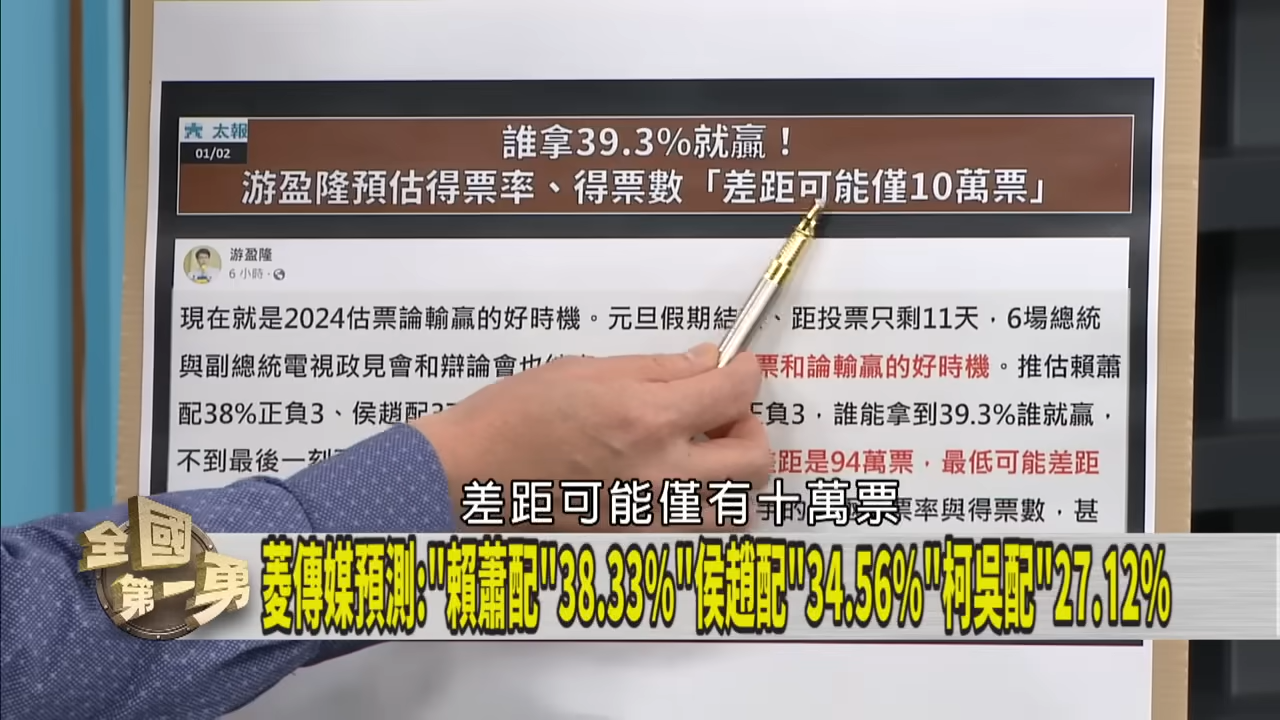 太報
01/02
誰拿39.3%就贏！
游盈隆預估得票率、得票數「差距可能僅10萬票」
游盈隆
6 小時
現在就是2024估票論輸贏的好時機。元旦假期結、距投票只剩11天，6場總統
與副總統電視政見會和辯論會也 票和論輸贏的好時機。推估賴蕭
配38%正負3、侯趙配3 正負3，誰能拿到39.3%誰就贏，
不到最後一刻 差距是94萬票，最低可能差距
的 票率與得票數，甚
差距可能僅有十萬票
全國第一勇
菱傳媒預測:"賴蕭配"38.33%"侯趙配"34.56%"柯吳配"27.12%